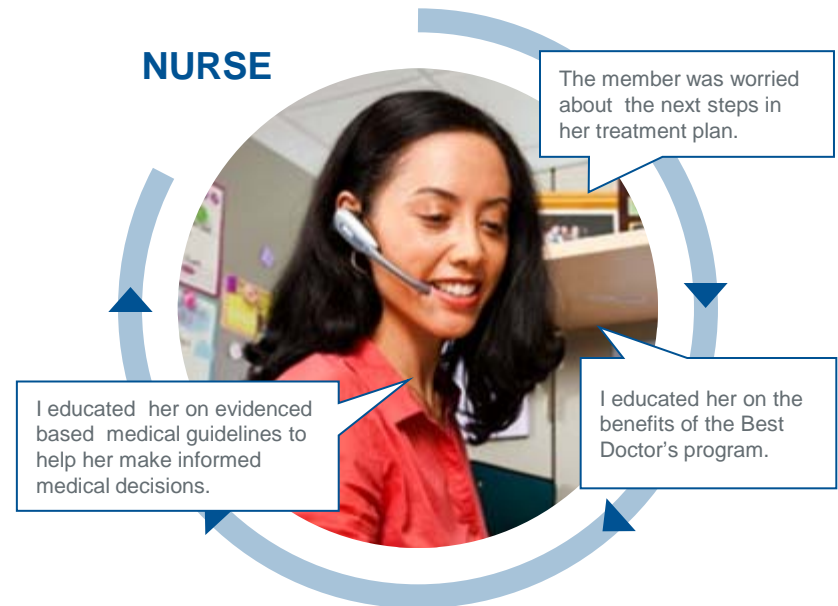 NURSE
The member was worried
about  the next steps in
her treatment plan.
I educated her on the
benefits of the Best
Doctor's program.
I educated  her on evidenced
based  medical guidelines to
help her make informed
medical decisions.